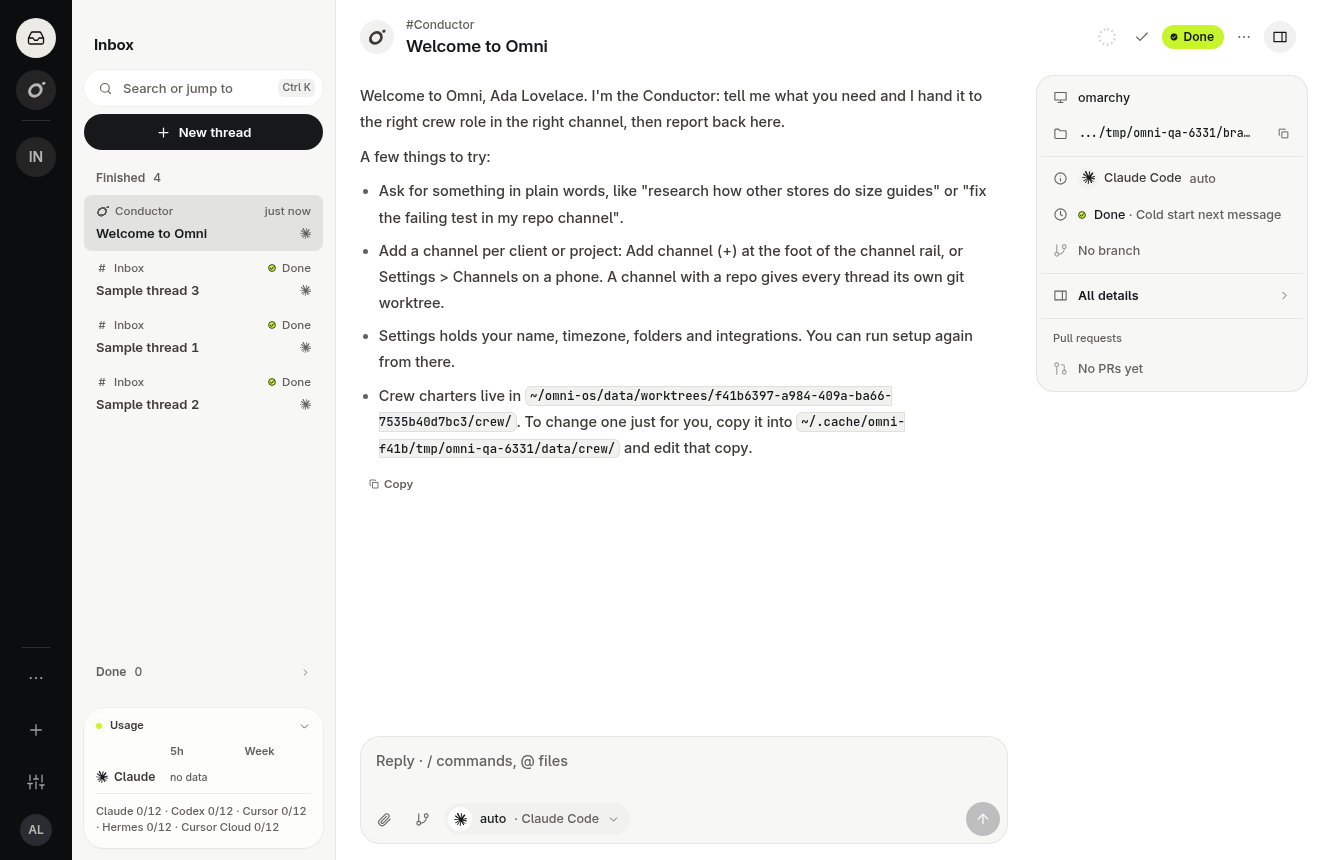 Inbox
Search or jump to
Ctrl K
New thread
Finished 4
Conductor
just now
Welcome to Omni
# Inbox
Done
Sample thread 3
# Inbox
Done
Sample thread 1
# Inbox
Done
Sample thread 2
IN
Done 0
Usage
5h
Week
Claude
no data
Claude 0/12 · Codex 0/12 · Cursor 0/12
· Hermes 0/12 · Cursor Cloud 0/12
AL
#Conductor
Welcome to Omni
Done
Welcome to Omni, Ada Lovelace. I'm the Conductor: tell me what you need and I hand it to
the right crew role in the right channel, then report back here.
A few things to try:
• Ask for something in plain words, like "research how other stores do size guides" or "fix
the failing test in my repo channel".
• Add a channel per client or project: Add channel (+) at the foot of the channel rail, or
Settings > Channels on a phone. A channel with a repo gives every thread its own git
worktree.
• Settings holds your name, timezone, folders and integrations. You can run setup again
from there.
• Crew charters live in ~/omni-os/data/worktrees/f41b6397-a984-409a-ba66-
7535b40d7bc3/crew/. To change one just for you, copy it into ~/.cache/omni-
f41b/tmp/omni-qa-6331/data/crew/ and edit that copy.
Copy
Reply · / commands, @ files
auto · Claude Code
omarchy
.../tmp/omni-qa-6331/bra…
Claude Code auto
Done · Cold start next message
No branch
All details
Pull requests
No PRs yet